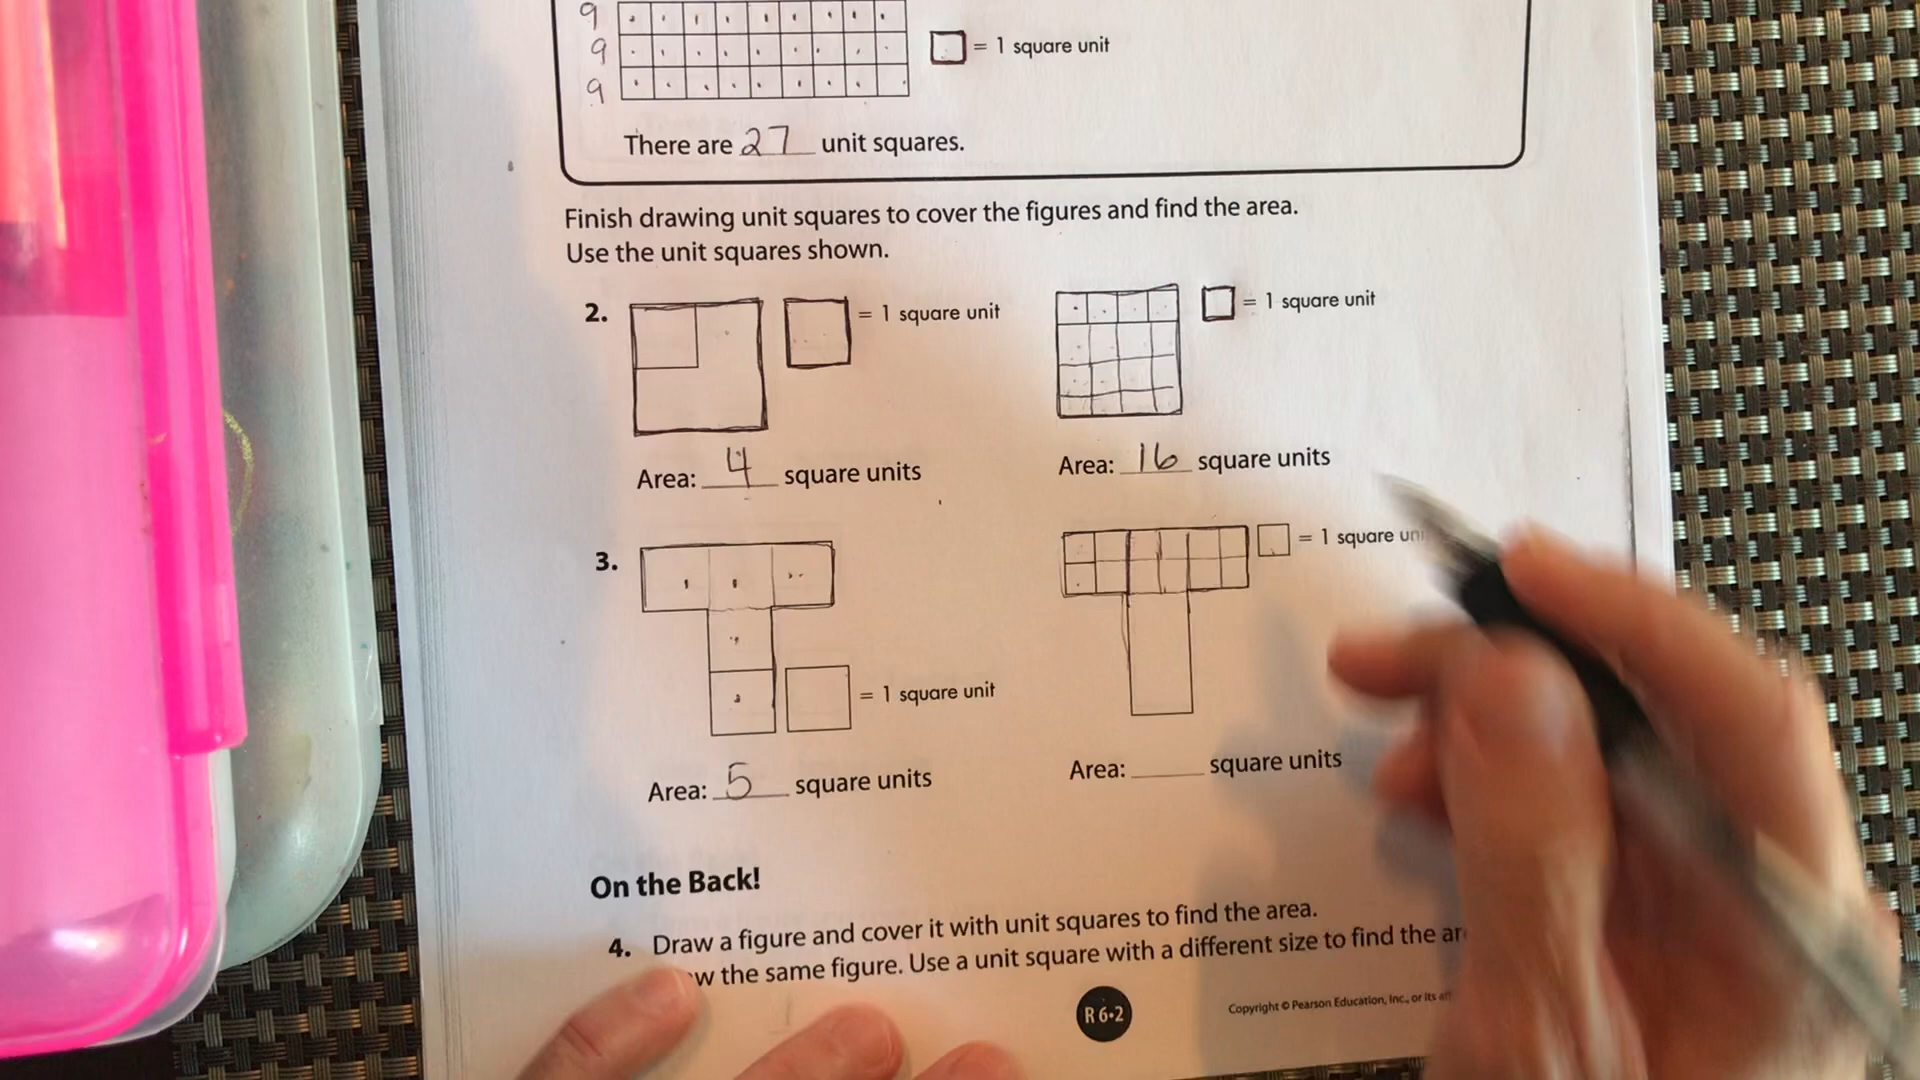 9
9 = 1 square unit
9
There are 27 unit squares.
Finish drawing unit squares to cover the figures and find the area.
Use the unit squares shown.
2. = 1 square unit = 1 square unit
Area: 4 square units Area: 16 square units
3. = 1 square
= 1 square unit
Area: 5 square units Area: ____ square units
On the Back!
4. Draw a figure and cover it with unit squares to find the area.
the same figure. Use a unit square with a different size to find the
R 6•2
Copyright © Pearson Education, Inc., or its